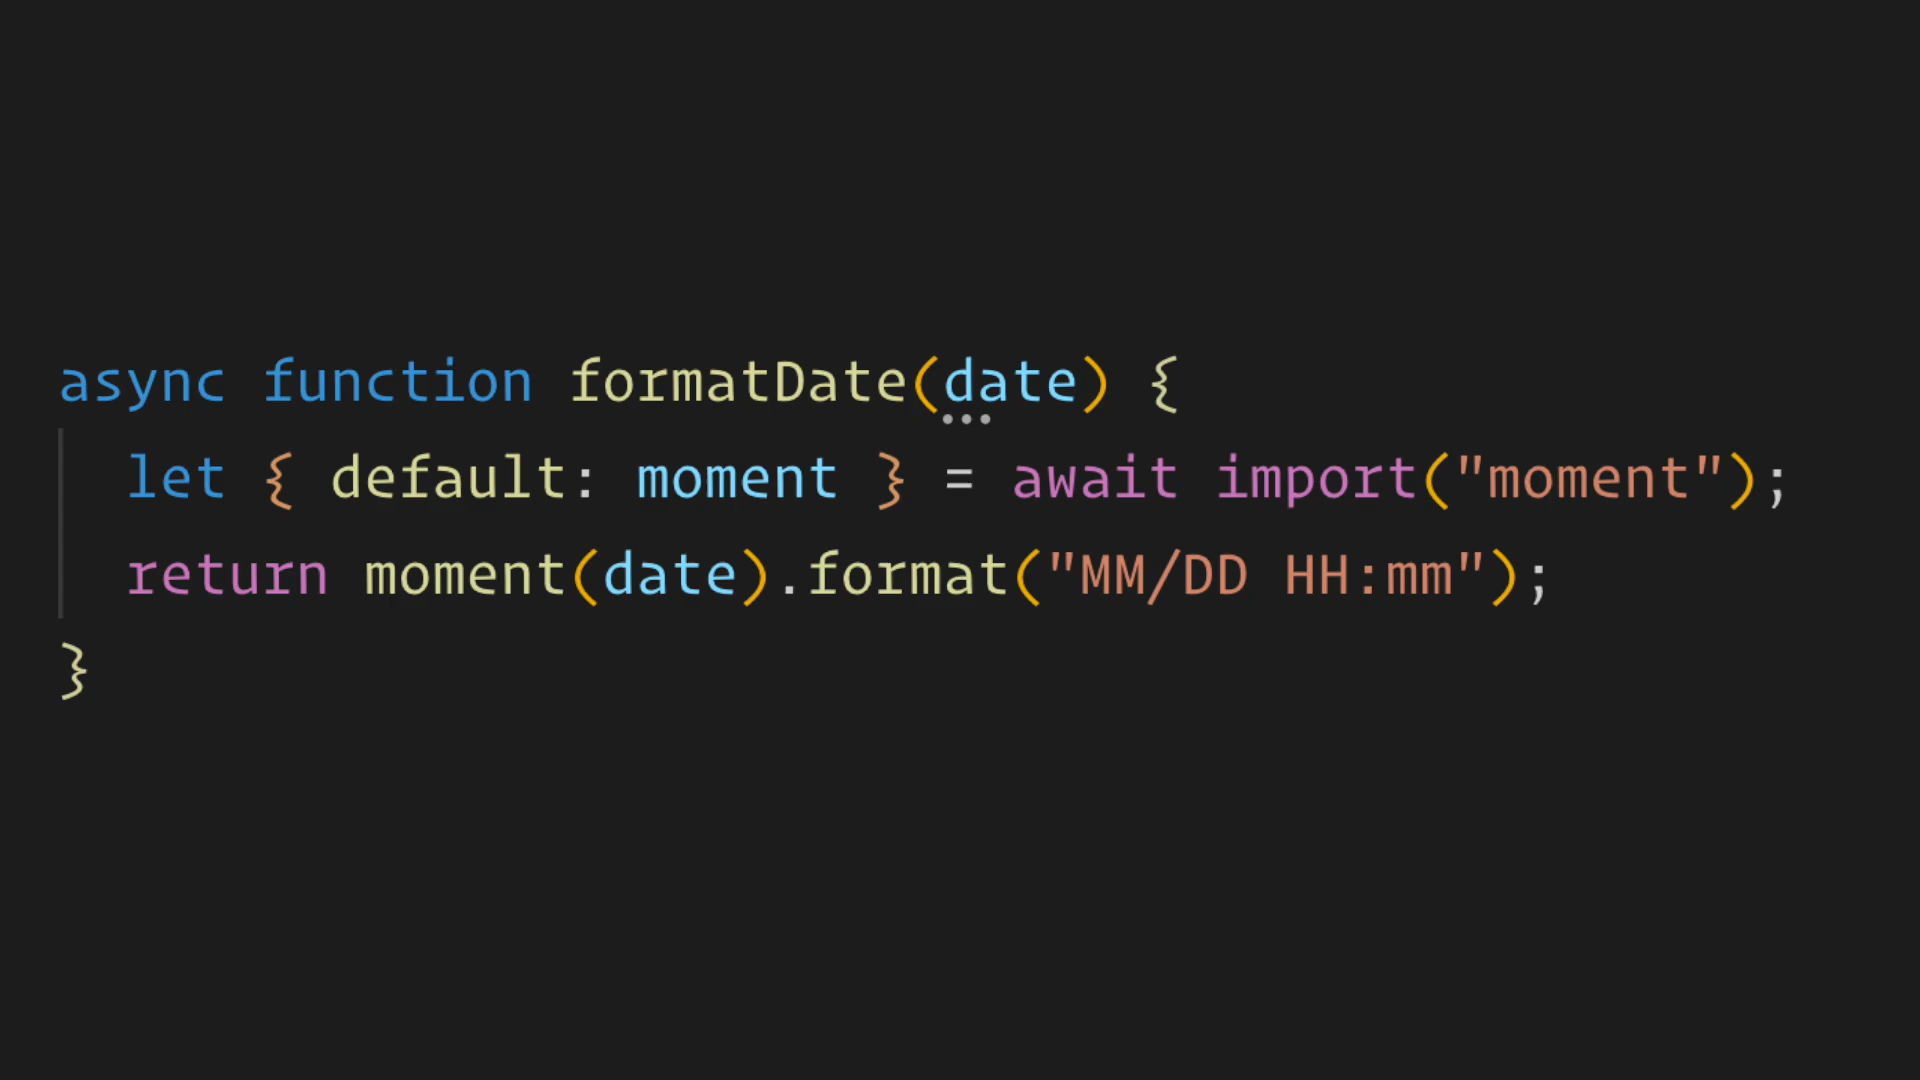 async function formatDate(date) {
  let { default: moment } = await import("moment");
  return moment(date).format("MM/DD HH:mm");
}